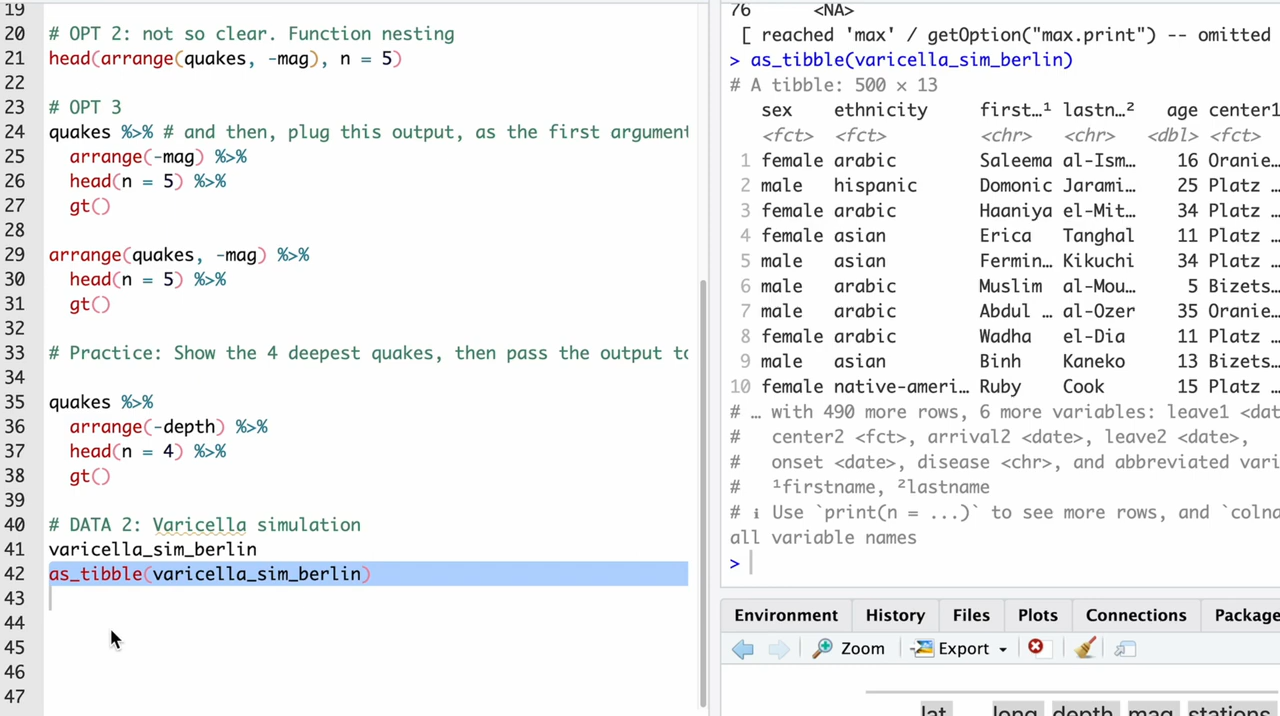 19
20 # OPT 2: not so clear. Function nesting
21 head(arrange(quakes, -mag), n = 5)
22
23 # OPT 3
24 quakes %>% # and then, plug this output, as the first argument
25   arrange(-mag) %>%
26   head(n = 5) %>%
27   gt()
28
29 arrange(quakes, -mag) %>%
30   head(n = 5) %>%
31   gt()
32
33 # Practice: Show the 4 deepest quakes, then pass the output to
34
35 quakes %>%
36   arrange(-depth) %>%
37   head(n = 4) %>%
38   gt()
39
40 # DATA 2: Varicella simulation
41 varicella_sim_berlin
42 as_tibble(varicella_sim_berlin)
43
44
45
46
47
76 <NA>
[ reached 'max' / getOption("max.print") -- omitted
> as_tibble(varicella_sim_berlin)
# A tibble: 500 × 13
sex ethnicity first…¹ lastn…² age center1
<fct> <fct> <chr> <chr> <dbl> <fct>
1 female arabic Saleema al-Ism… 16 Oranie…
2 male hispanic Domonic Jarami… 25 Platz …
3 female arabic Haaniya el-Mit… 34 Platz …
4 female asian Erica Tanghal 11 Platz …
5 male asian Fermin… Kikuchi 34 Platz …
6 male arabic Muslim al-Mou… 5 Bizets…
7 male arabic Abdul … al-Ozer 35 Oranie…
8 female arabic Wadha el-Dia 11 Platz …
9 male asian Binh Kaneko 13 Bizets…
10 female native-ameri… Ruby Cook 15 Platz …
# … with 490 more rows, 6 more variables: leave1 <dat
# center2 <fct>, arrival2 <date>, leave2 <date>,
# onset <date>, disease <chr>, and abbreviated vari
# ¹firstname, ²lastname
# ℹ Use `print(n = ...)` to see more rows, and `colna
all variable names
>
Environment History Files Plots Connections Package
Zoom Export
lat long depth mag stations